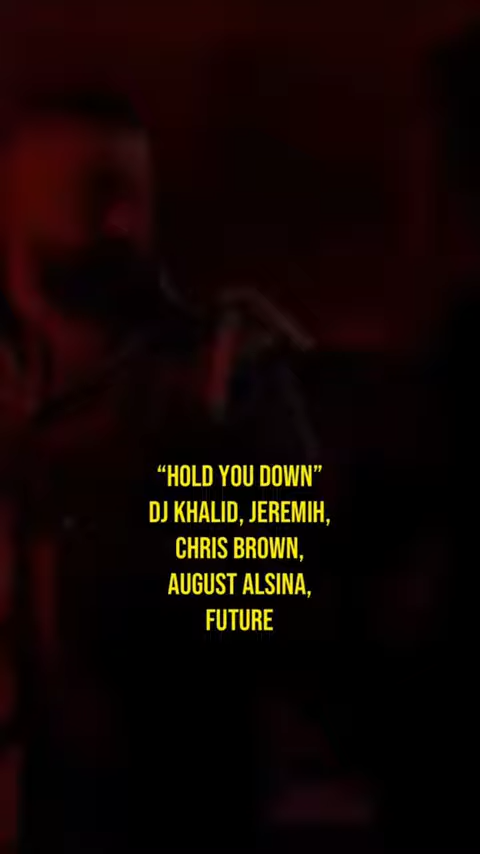 “HOLD YOU DOWN”
DJ KHALID, JEREMIH,
CHRIS BROWN,
AUGUST ALSINA,
FUTURE